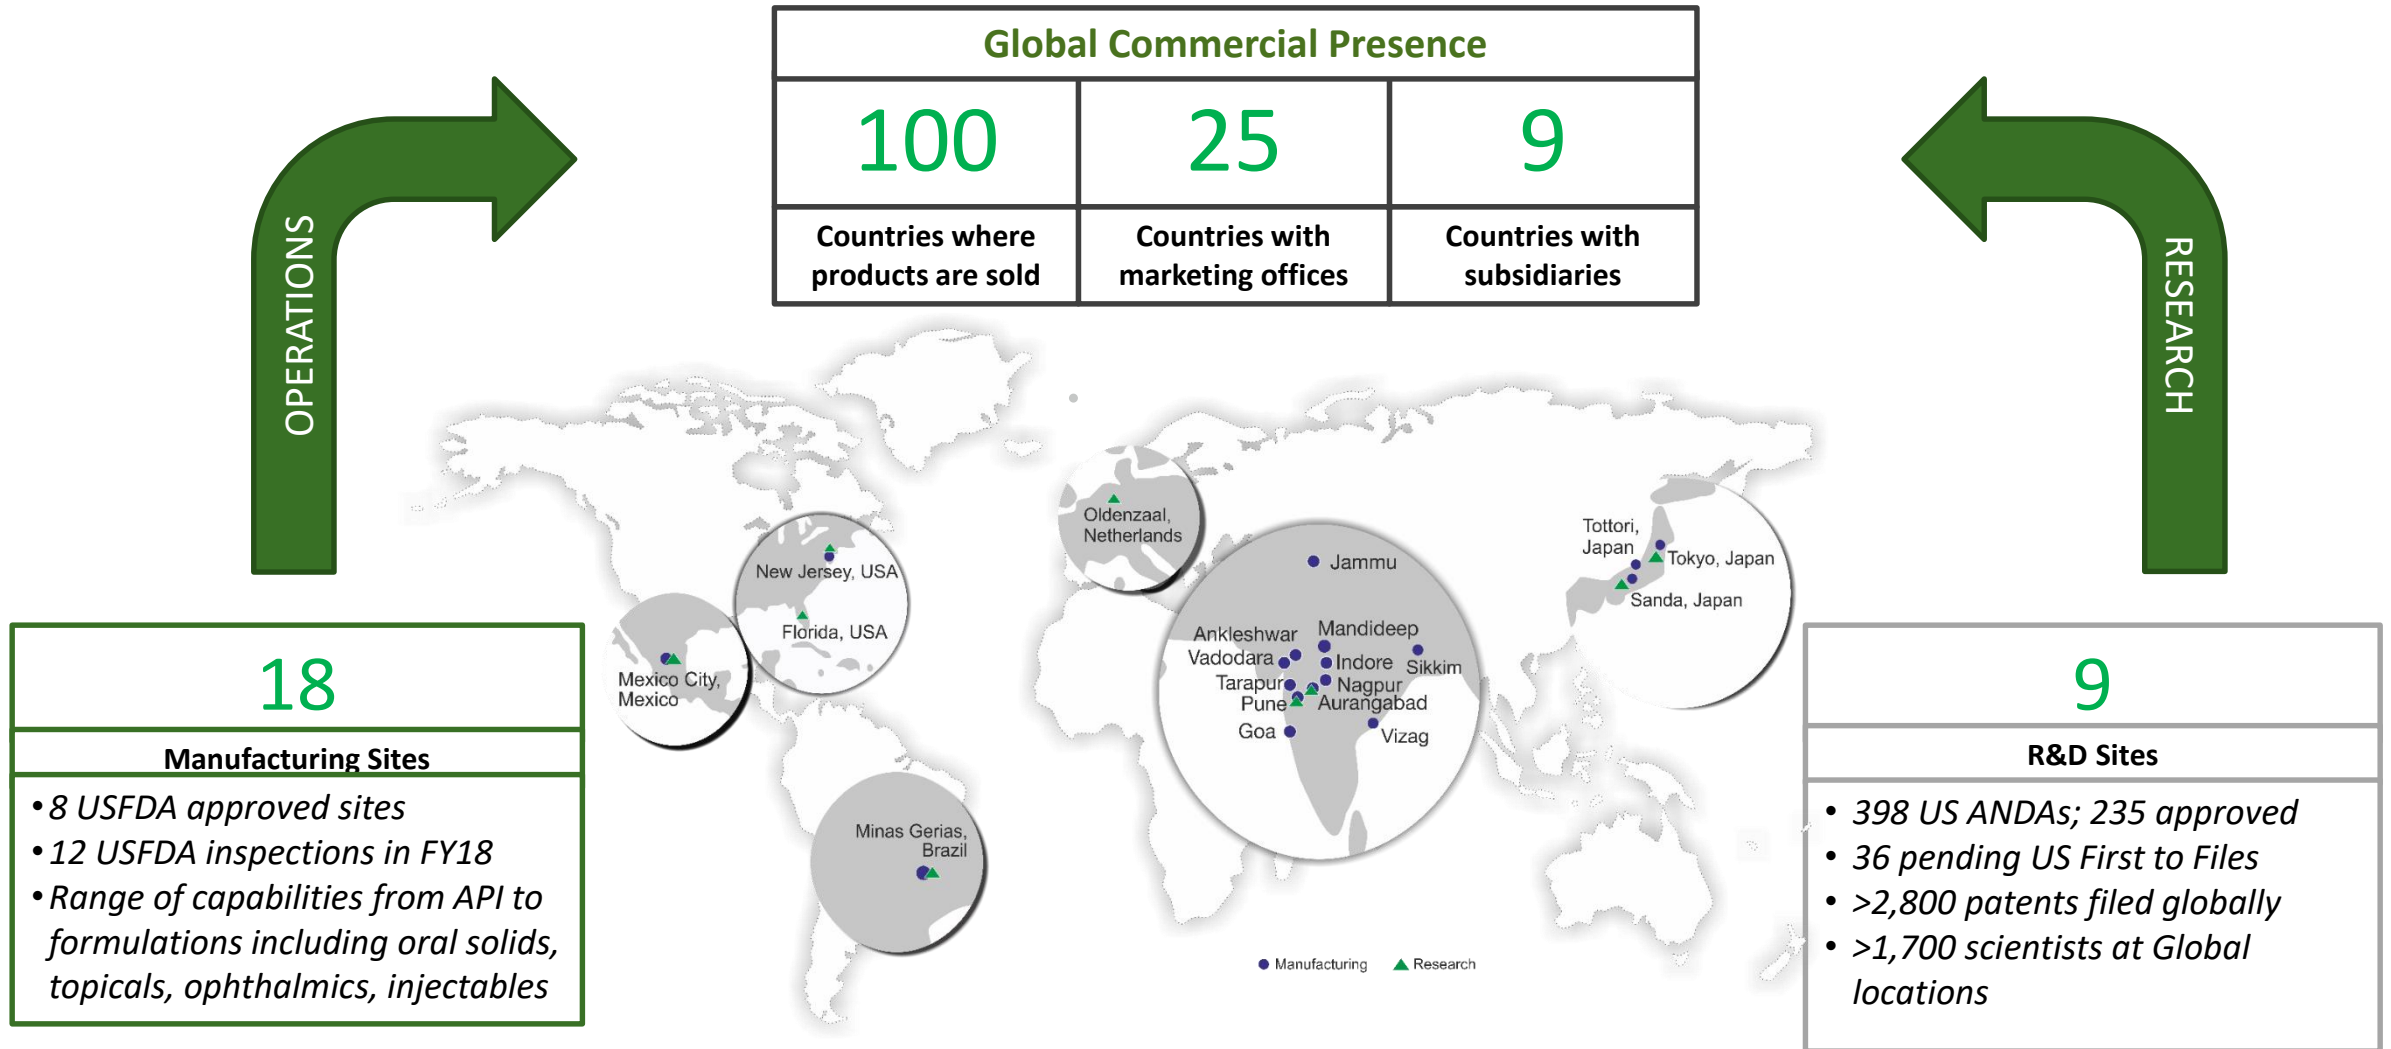 Global Commercial Presence
100
25
9
Countries where
products are sold
Countries with
marketing offices
Countries with
subsidiaries
OPERATIONS
RESEARCH
18
Manufacturing Sites
•8 USFDA approved sites
•12 USFDA inspections in FY18
•Range of capabilities from API to
formulations including oral solids,
topicals, ophthalmics, injectables
New Jersey, USA
Florida, USA
Mexico City,
Mexico
Minas Gerias,
Brazil
Oldenzaal,
Netherlands
Jammu
Ankleshwar
Mandideep
Vadodara
Indore
Sikkim
Tarapur
Nagpur
Pune
Aurangabad
Goa
Vizag
Tottori,
Japan
Tokyo, Japan
Sanda, Japan
Manufacturing
Research
9
R&D Sites
• 398 US ANDAs; 235 approved
• 36 pending US First to Files
• >2,800 patents filed globally
• >1,700 scientists at Global
locations